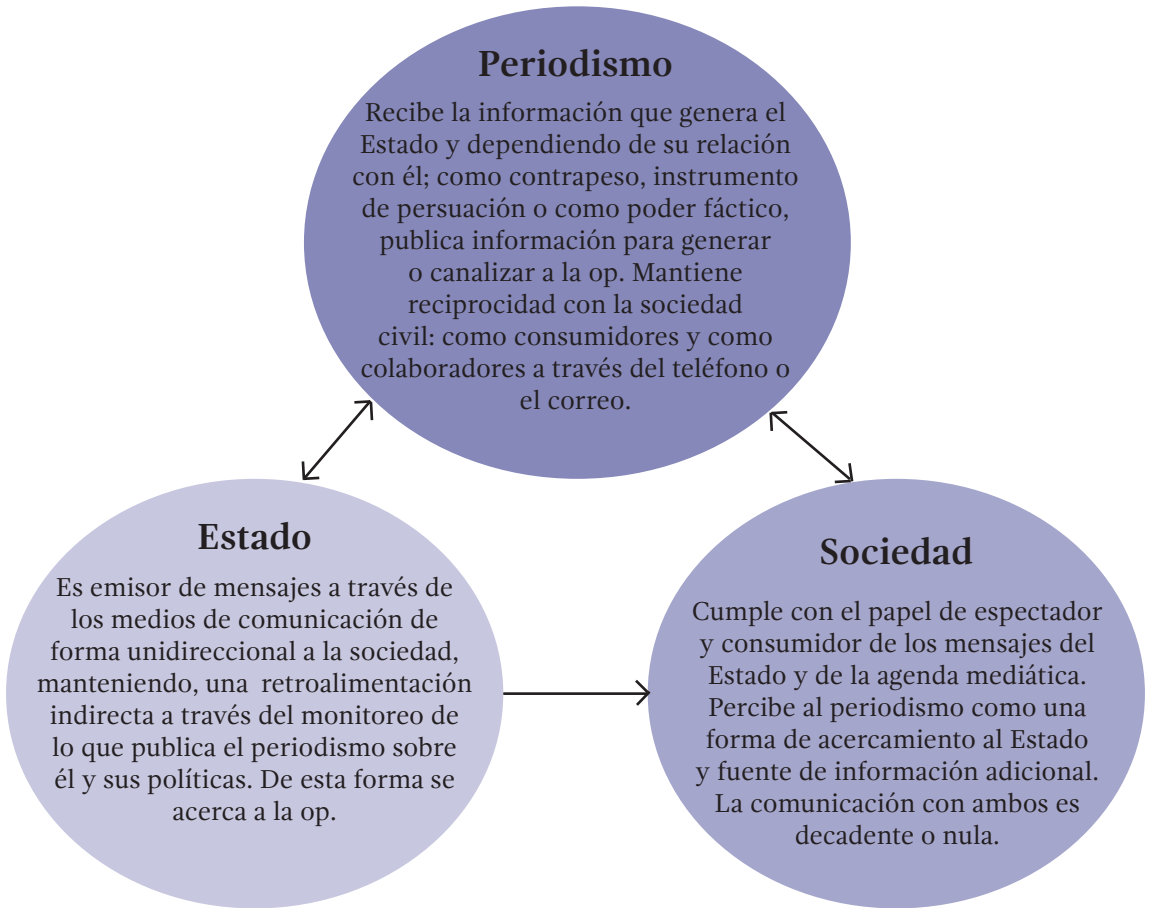 Periodismo
Recibe la información que genera el
Estado y dependiendo de su relación
con él; como contrapeso, instrumento
de persuación o como poder fáctico,
publica información para generar
o canalizar a la op. Mantiene
reciprocidad con la sociedad
civil: como consumidores y como
colaboradores a través del teléfono o
el correo.
Estado
Es emisor de mensajes a través de
los medios de comunicación de
forma unidireccional a la sociedad,
manteniendo, una retroalimentación
indirecta a través del monitoreo de
lo que publica el periodismo sobre
él y sus políticas. De esta forma se
acerca a la op.
Sociedad
Cumple con el papel de espectador
y consumidor de los mensajes del
Estado y de la agenda mediática.
Percibe al periodismo como una
forma de acercamiento al Estado
y fuente de información adicional.
La comunicación con ambos es
decadente o nula.